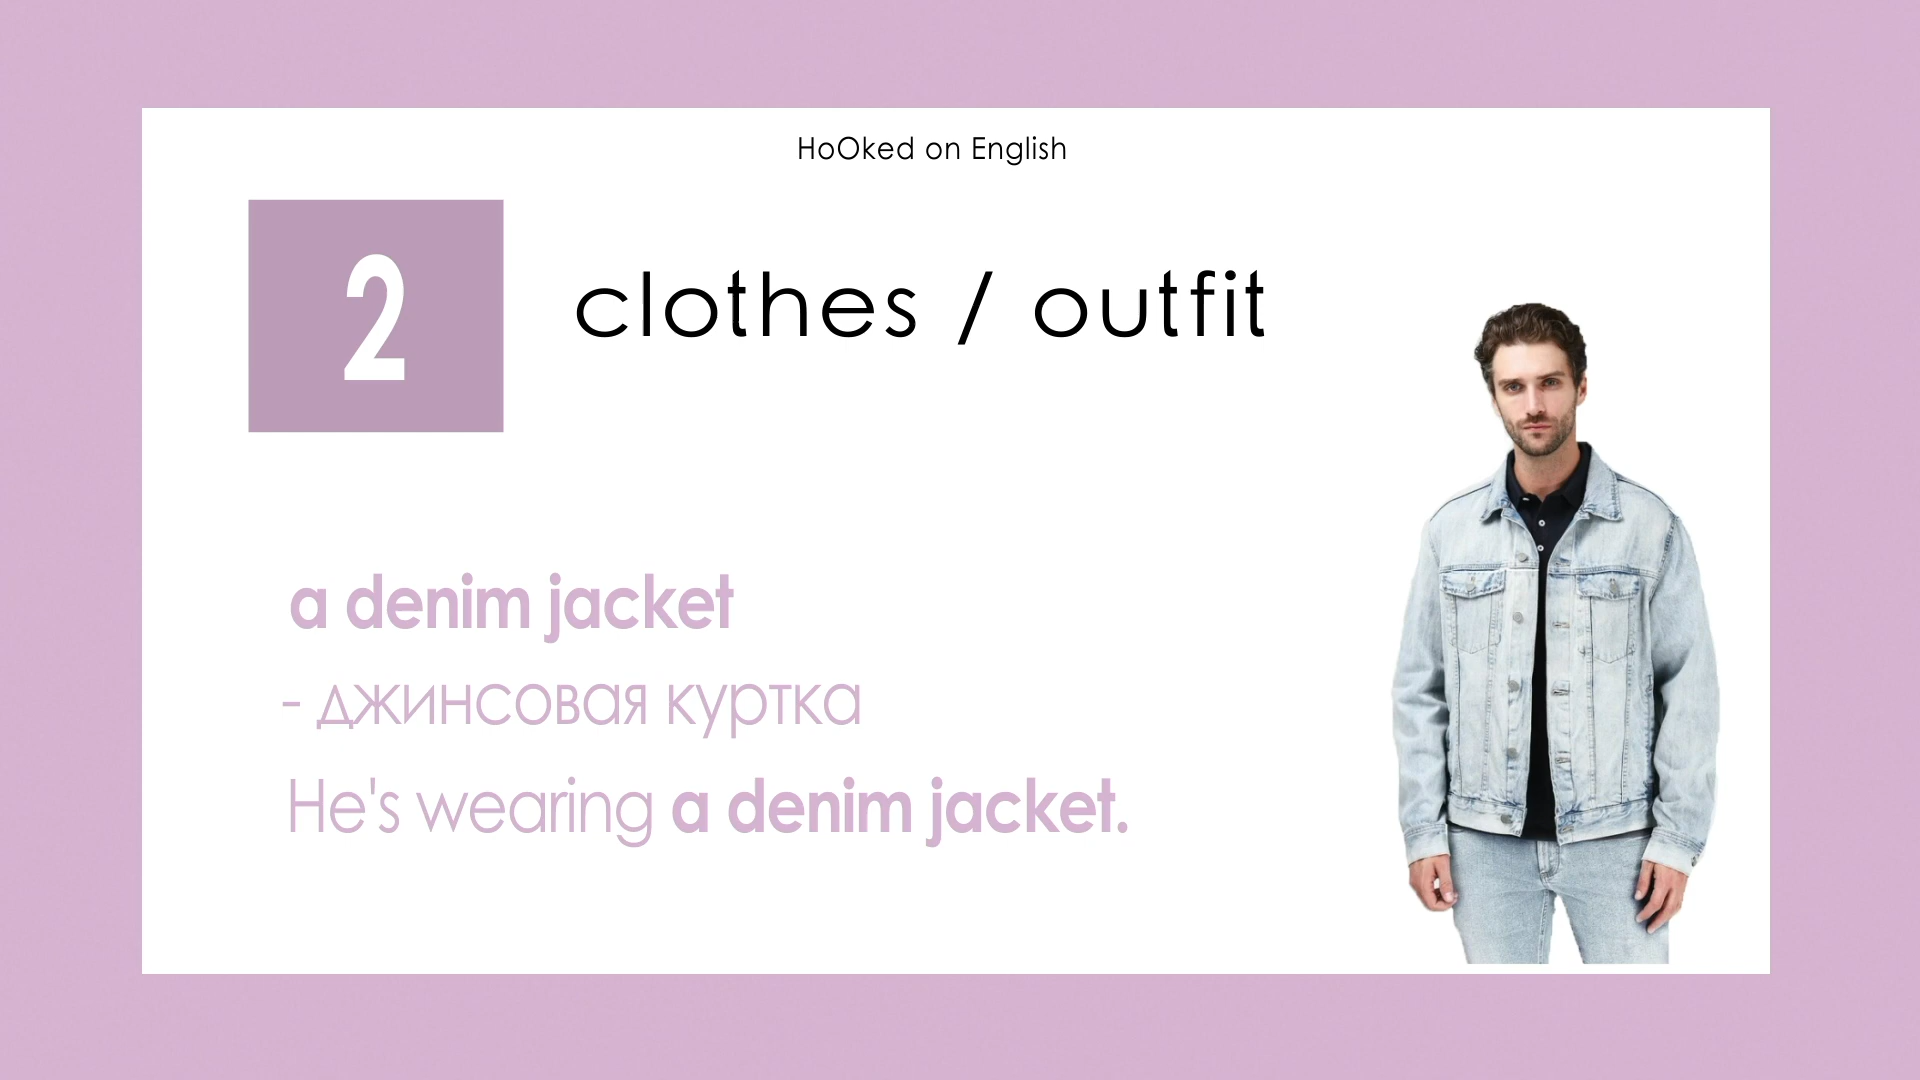 HoOked on English
2
clothes / outfit
a denim jacket
- джинсовая куртка
He's wearing a denim jacket.